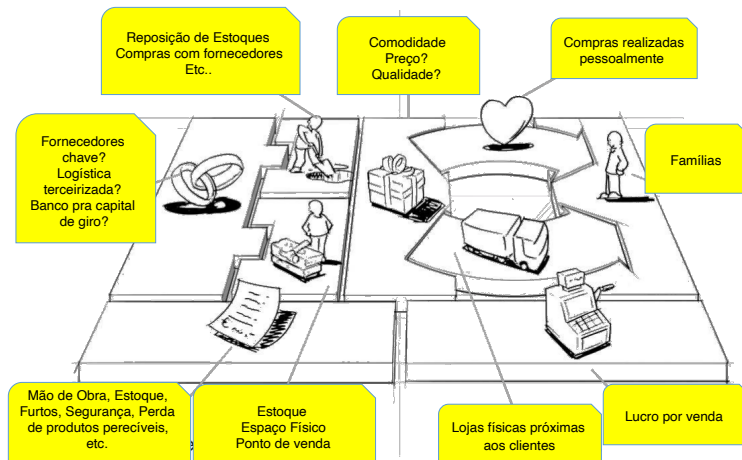 Reposição de Estoques
Compras com fornecedores
Etc..
Comodidade
Preço?
Qualidade?
Compras realizadas
pessoalmente
Fornecedores
chave?
Logística
terceirizada?
Banco pra capital
de giro?
Famílias
Mão de Obra, Estoque,
Furtos, Segurança, Perda
de produtos perecíveis,
etc.
Estoque
Espaço Físico
Ponto de venda
Lojas físicas próximas
aos clientes
Lucro por venda